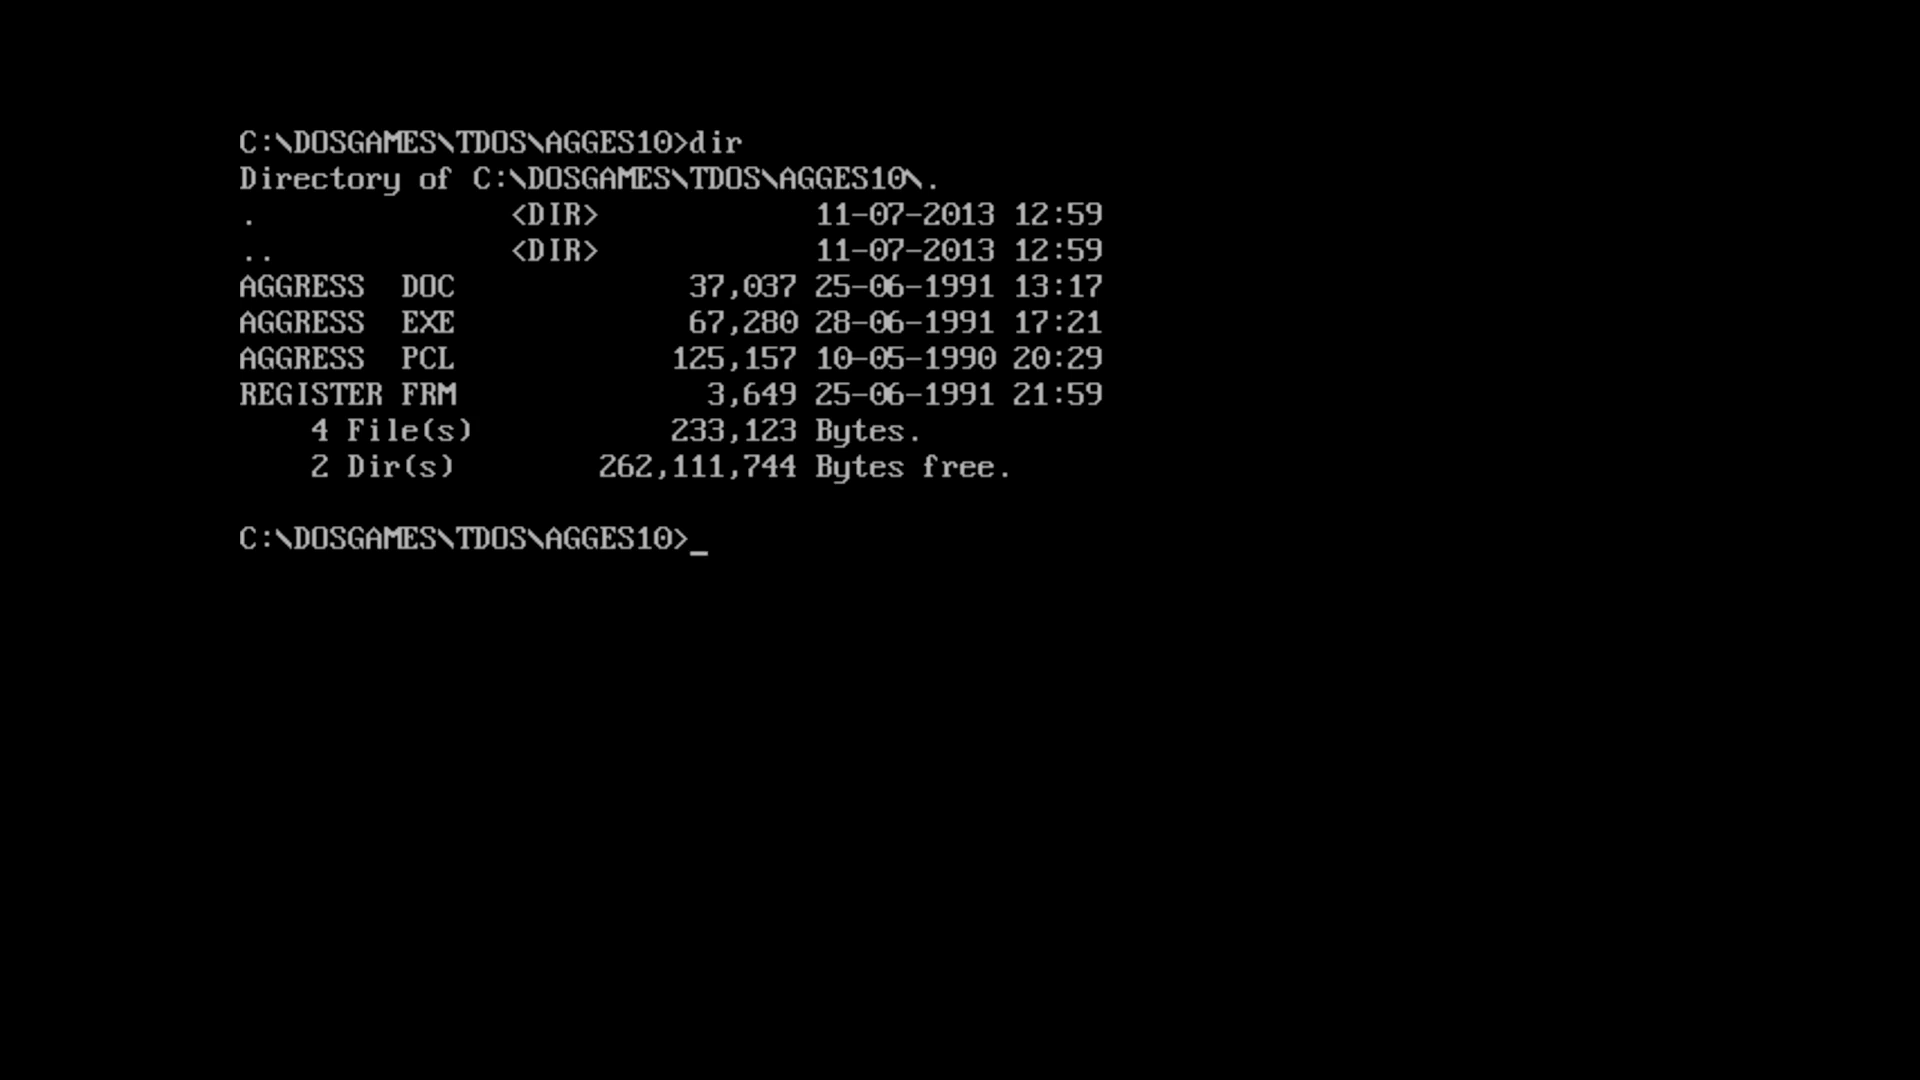 C:\DOSGAMES\TDOS\AGGES10>dir
Directory of C:\DOSGAMES\TDOS\AGGES10\.
.               <DIR>            11-07-2013 12:59
..              <DIR>            11-07-2013 12:59
AGGRESS  DOC             37,037 25-06-1991 13:17
AGGRESS  EXE             67,280 28-06-1991 17:21
AGGRESS  PCL            125,157 10-05-1990 20:29
REGISTER FRM              3,649 25-06-1991 21:59
    4 File(s)           233,123 Bytes.
    2 Dir(s)        262,111,744 Bytes free.
C:\DOSGAMES\TDOS\AGGES10>_